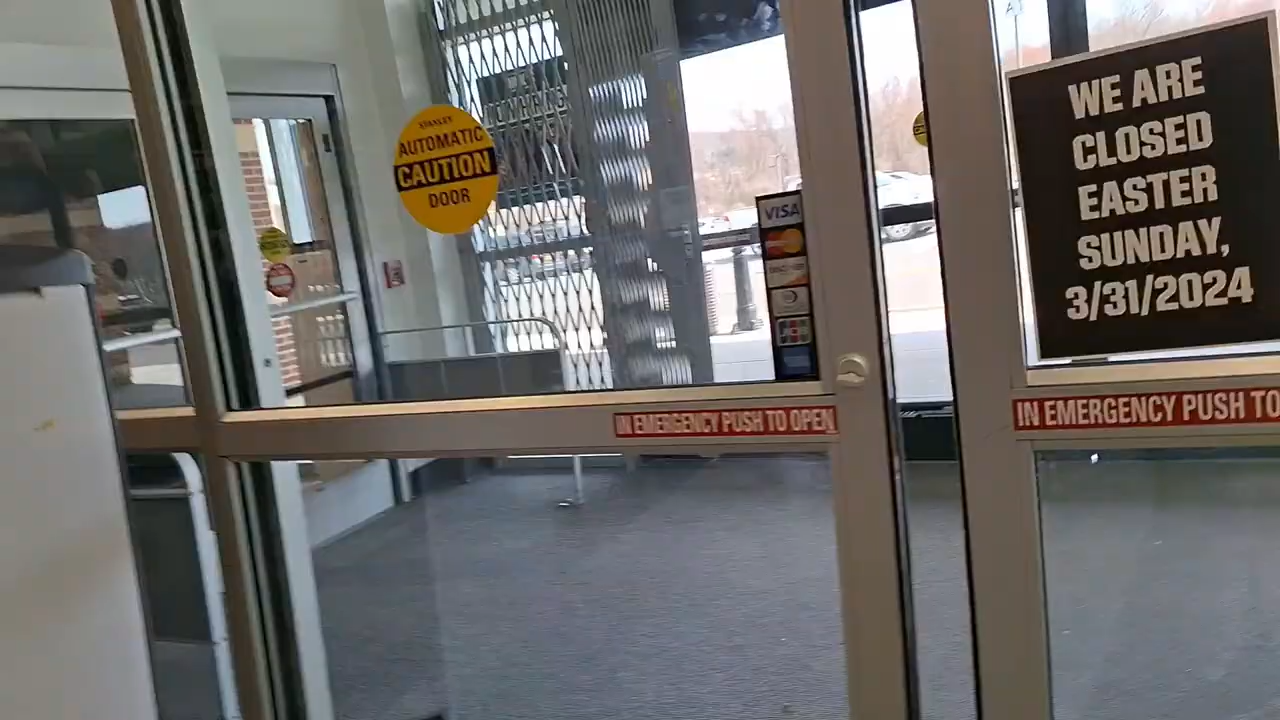 STANLEY
AUTOMATIC
CAUTION
DOOR
VISA
WE ARE
CLOSED
EASTER
SUNDAY,
3/31/2024
IN EMERGENCY PUSH TO OPEN
IN EMERGENCY PUSH TO